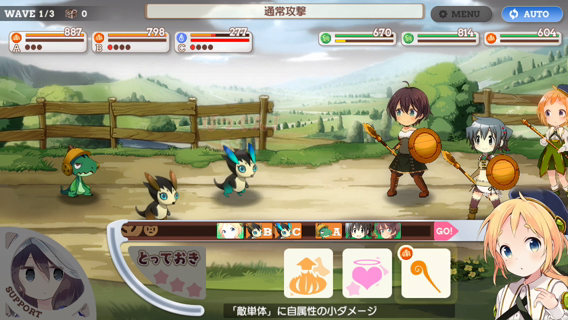 WAVE 1/3 0
通常攻撃
MENU
AUTO
887
A
798
B
277
C
670
814
604
B C A
GO!
とっておき
SUPPORT
「敵単体」に自属性の小ダメージ